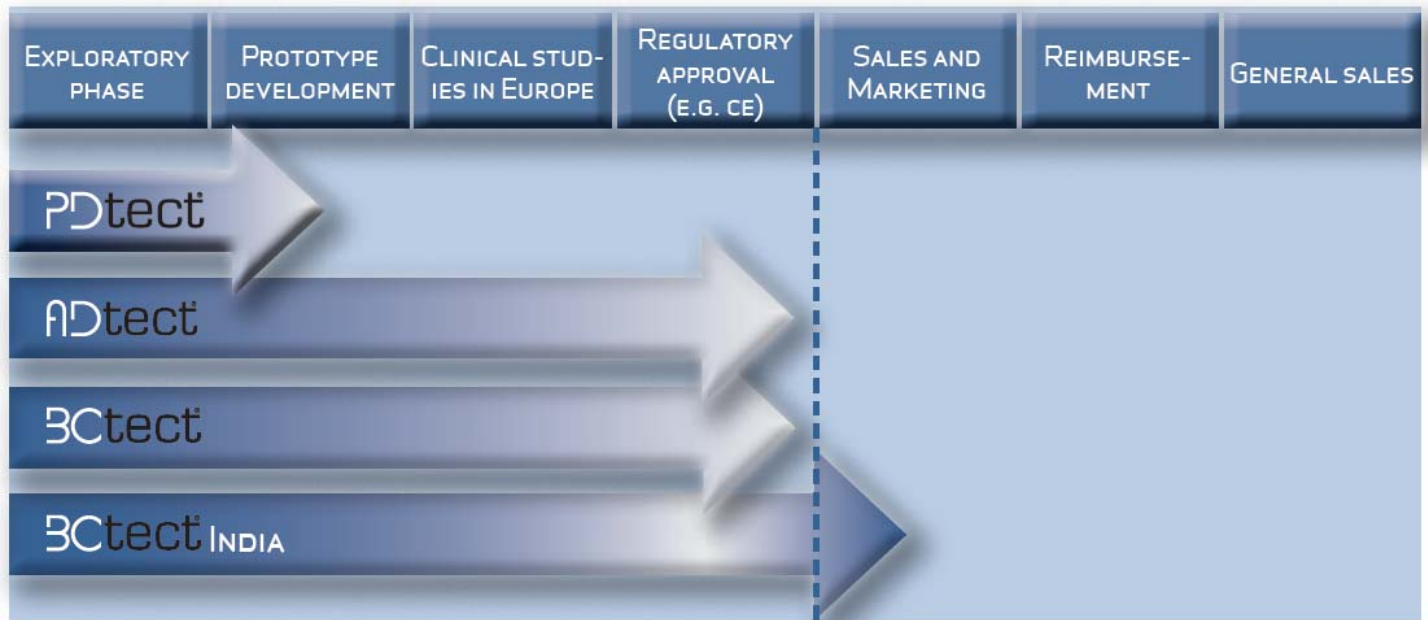 EXPLORATORY
PHASE
PROTOTYPE
DEVELOPMENT
CLINICAL STUD-
IES IN EUROPE
REGULATORY
APPROVAL
(E.G. CE)
SALES AND
MARKETING
REIMBURSE-
MENT
GENERAL SALES
PDtect®
ADtect®
BCtect®
BCtect® INDIA